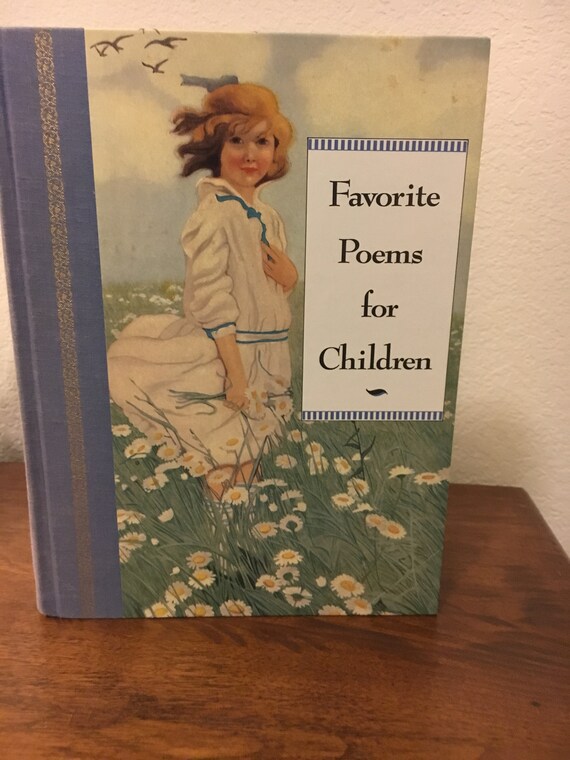 Favorite
Poems
for
Children